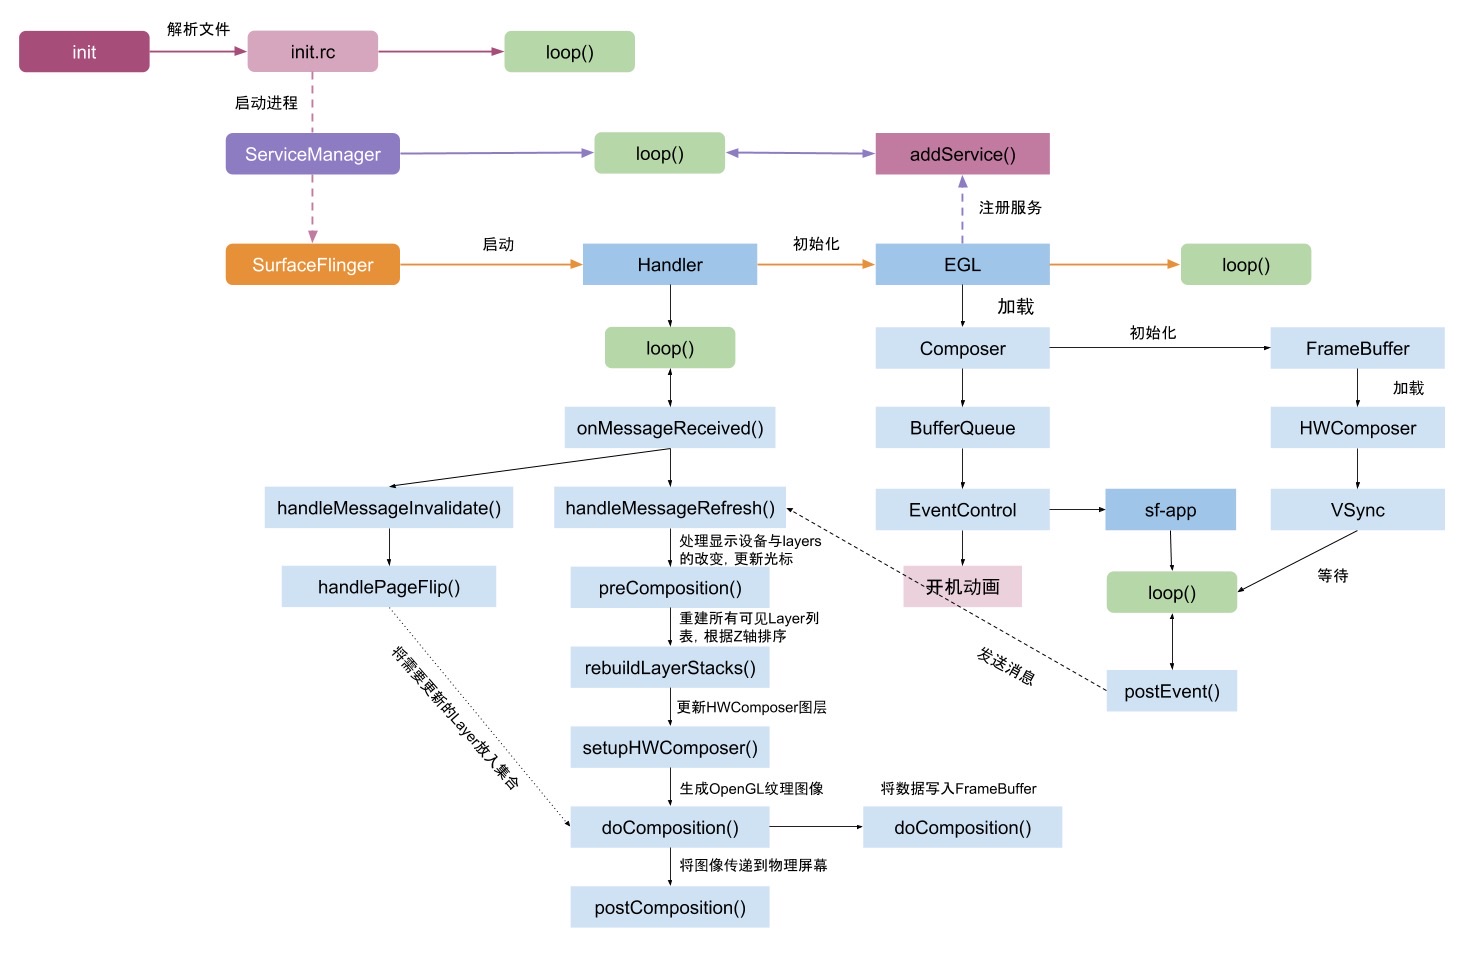 解析文件
init
init.rc
loop()
启动进程
ServiceManager
loop()
addService()
注册服务
SurfaceFlinger
启动
Handler
初始化
EGL
loop()
加载
loop()
Composer
初始化
FrameBuffer
加载
onMessageReceived()
BufferQueue
HWComposer
handleMessageInvalidate()
handleMessageRefresh()
EventControl
sf-app
VSync
处理显示设备与layers
的改变，更新光标
handlePageFlip()
preComposition()
开机动画
loop()
等待
重建所有可见Layer列
表，根据Z轴排序
将需要更新的Layer放入集合
rebuildLayerStacks()
发送消息
postEvent()
更新HWComposer图层
setupHWComposer()
生成OpenGL纹理图像
将数据写入FrameBuffer
doComposition()
doComposition()
将图像传递到物理屏幕
postComposition()